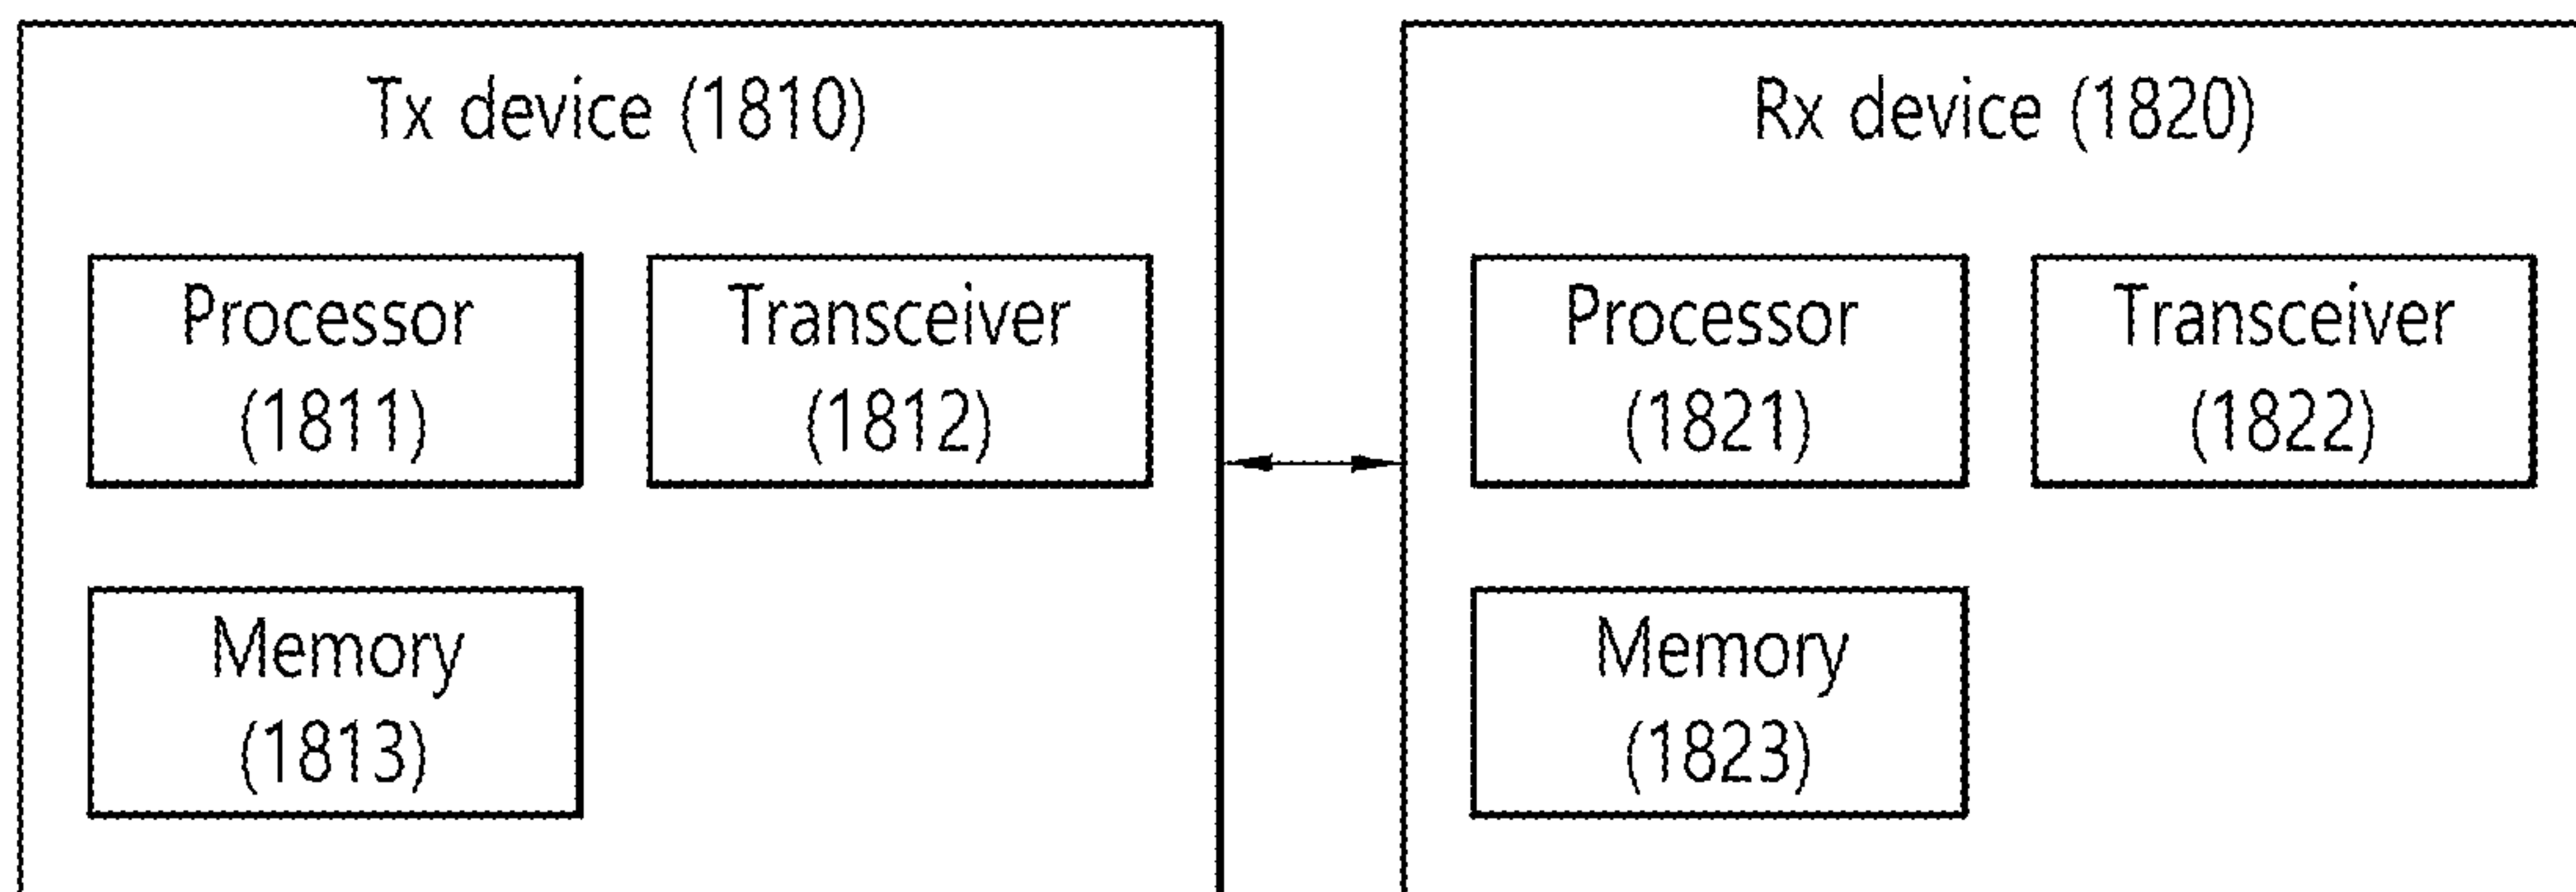 Tx device (1810)
Processor
(1811)
Transceiver
(1812)
Memory
(1813)
Rx device (1820)
Processor
(1821)
Transceiver
(1822)
Memory
(1823)